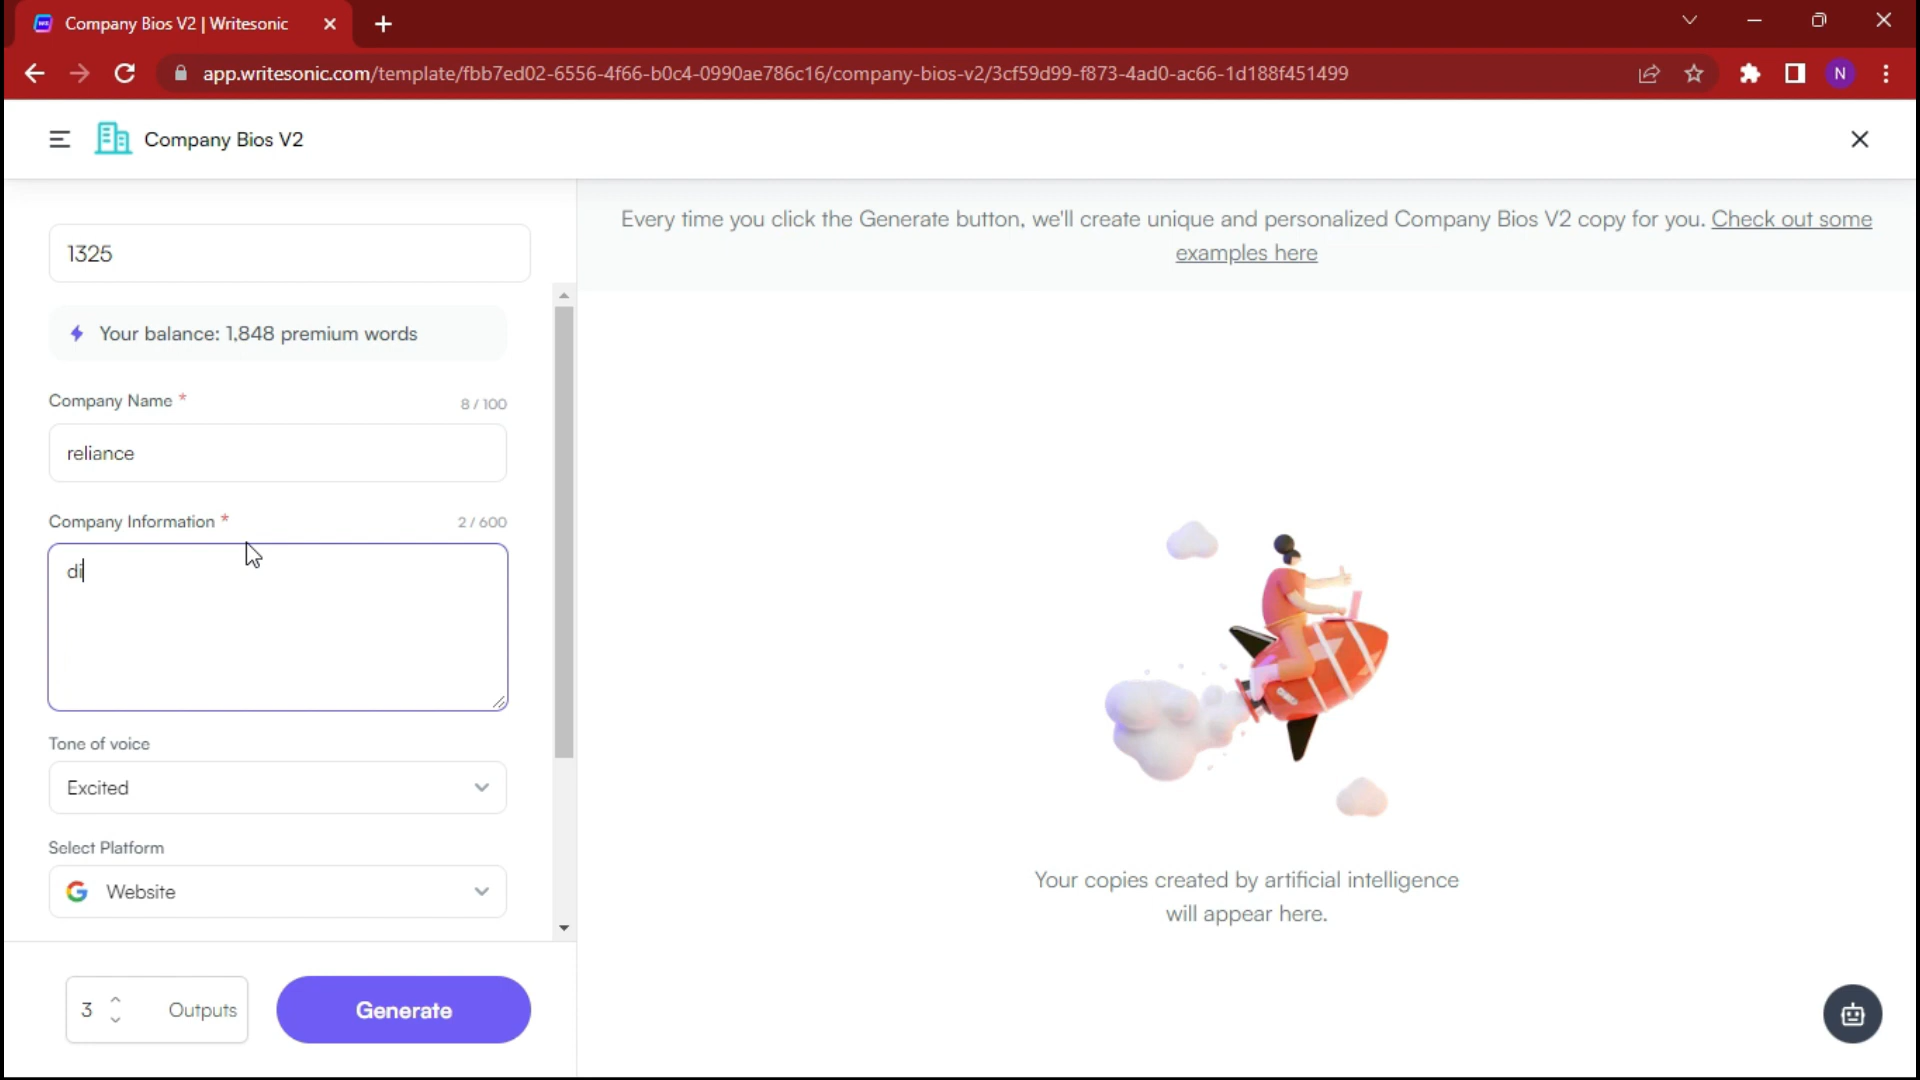 Company Bios V2 | Writesonic
app.writesonic.com/template/fbb7ed02-6556-4f66-b0c4-0990ae786c16/company-bios-v2/3cf59d99-f873-4ad0-ac66-1d188f451499
N
Company Bios V2
1325
Your balance: 1,848 premium words
Company Name *
8 / 100
reliance
Company Information *
2 / 600
di
Tone of voice
Excited
Select Platform
Website
3
Outputs
Generate
Every time you click the Generate button, we'll create unique and personalized Company Bios V2 copy for you. Check out some
examples here
Your copies created by artificial intelligence
will appear here.